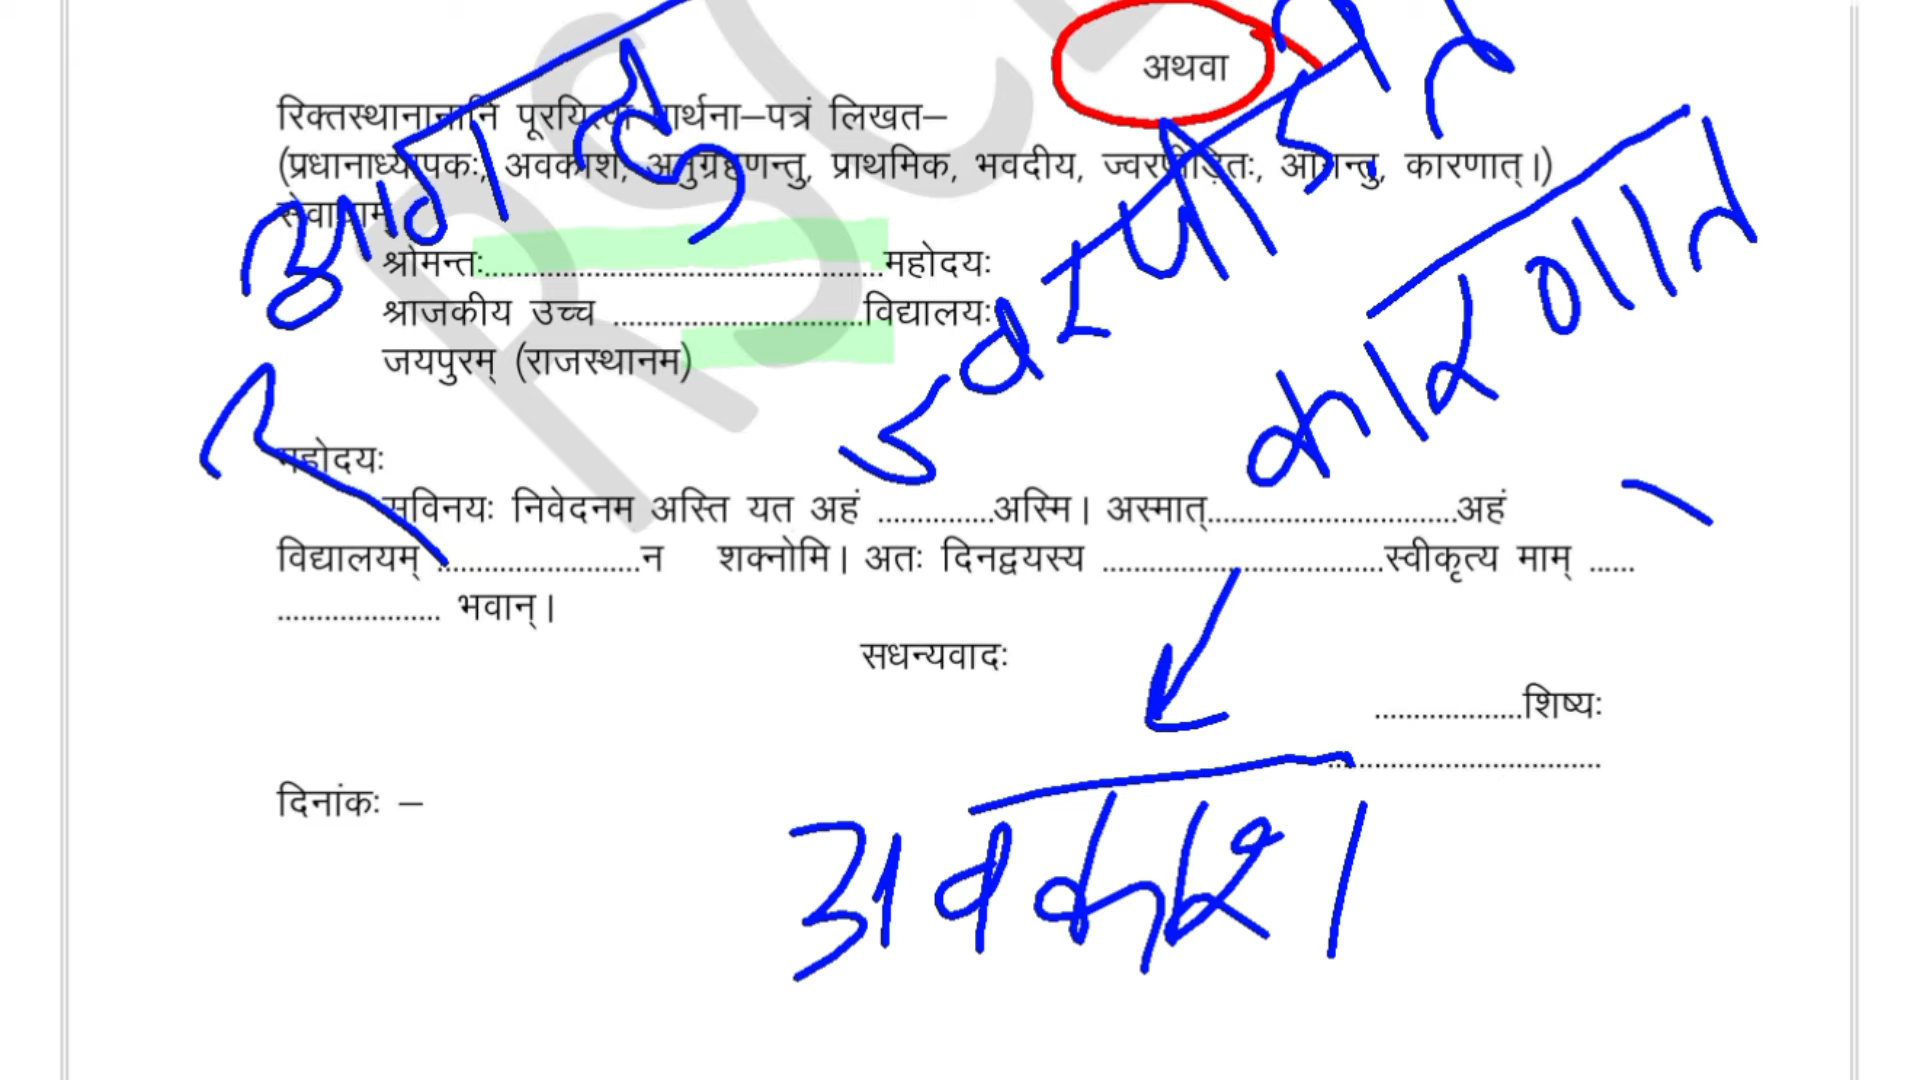 अथवा
रिक्तस्थानानानि पूरयित्वा प्रार्थना–पत्रं लिखत–
(प्रधानाध्यापकः, अवकाश, अनुग्रहणन्तु, प्राथमिक, भवदीय, ज्वरपीड़ितः, आगन्तु, कारणात्।)
सेवायाम्
श्रीमन्तः..................................................महोदयः
श्राजकीय उच्च ................................विद्यालयः
जयपुरम् (राजस्थानम)
महोदयः
सविनयः निवेदनम अस्ति यत अहं ...............अस्मि। अस्मात्................................अहं
विद्यालयम् ..........................न शक्नोमि। अतः दिनद्वयस्य ....................................स्वीकृत्य माम् ......
..................... भवान्।
सधन्यवादः
...................शिष्यः
...................................
दिनांकः –
आगन्तु
ज्वरपीडित
कारणात
अवकाश